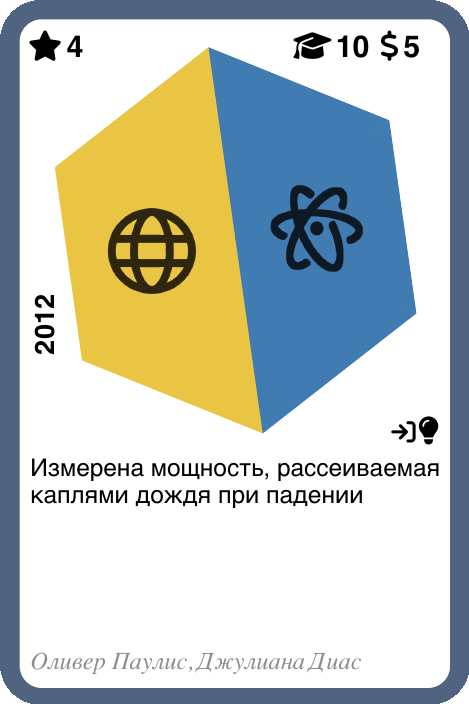 4
10 $5
2012
Измерена мощность, рассеиваемая
каплями дождя при падении
Оливер Паулис, Джулиана Диас